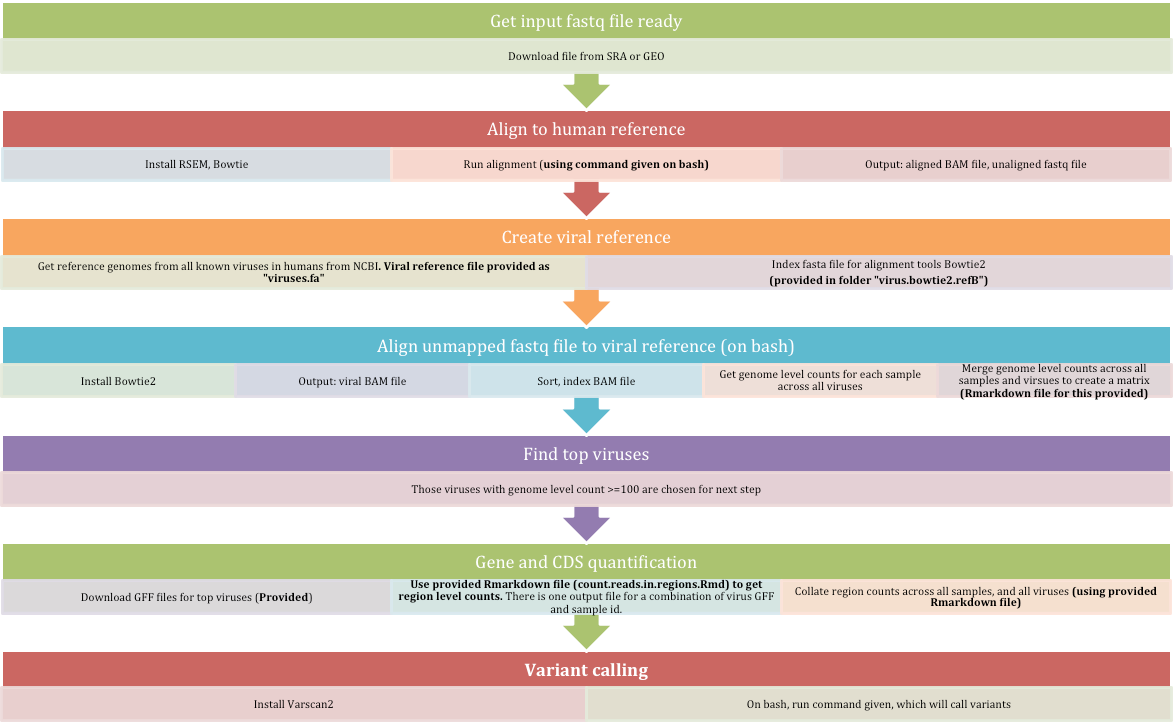 Get input fastq file ready
Download file from SRA or GEO
Align to human reference
Install RSEM, Bowtie
Run alignment (using command given on bash)
Output: aligned BAM file, unaligned fastq file
Create viral reference
Get reference genomes from all known viruses in humans from NCBI. Viral reference file provided as
"viruses.fa"
Index fasta file for alignment tools Bowtie2
(provided in folder "virus.bowtie2.refB")
Align unmapped fastq file to viral reference (on bash)
Install Bowtie2
Output: viral BAM file
Sort, index BAM file
Get genome level counts for each sample
across all viruses
Merge genome level counts across all
samples and virsues to create a matrix
(Rmarkdown file for this provided)
Find top viruses
Those viruses with genome level count >=100 are chosen for next step
Gene and CDS quantification
Download GFF files for top viruses (Provided)
Use provided Rmarkdown file (count.reads.in.regions.Rmd) to get
region level counts. There is one output file for a combination of virus GFF
and sample id.
Collate region counts across all samples, and all viruses (using provided
Rmarkdown file)
Variant calling
Install Varscan2
On bash, run command given, which will call variants